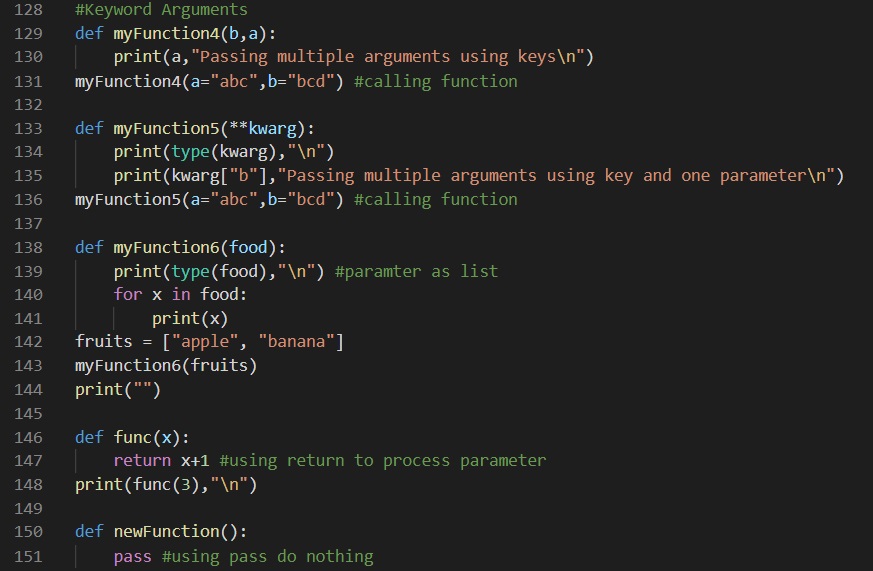 128 #Keyword Arguments
129 def myFunction4(b,a):
130     print(a,"Passing multiple arguments using keys\n")
131 myFunction4(a="abc",b="bcd") #calling function
132
133 def myFunction5(**kwarg):
134     print(type(kwarg),"\n")
135     print(kwarg["b"],"Passing multiple arguments using key and one parameter\n")
136 myFunction5(a="abc",b="bcd") #calling function
137
138 def myFunction6(food):
139     print(type(food),"\n") #paramter as list
140     for x in food:
141         print(x)
142 fruits = ["apple", "banana"]
143 myFunction6(fruits)
144 print("")
145
146 def func(x):
147     return x+1 #using return to process parameter
148 print(func(3),"\n")
149
150 def newFunction():
151     pass #using pass do nothing